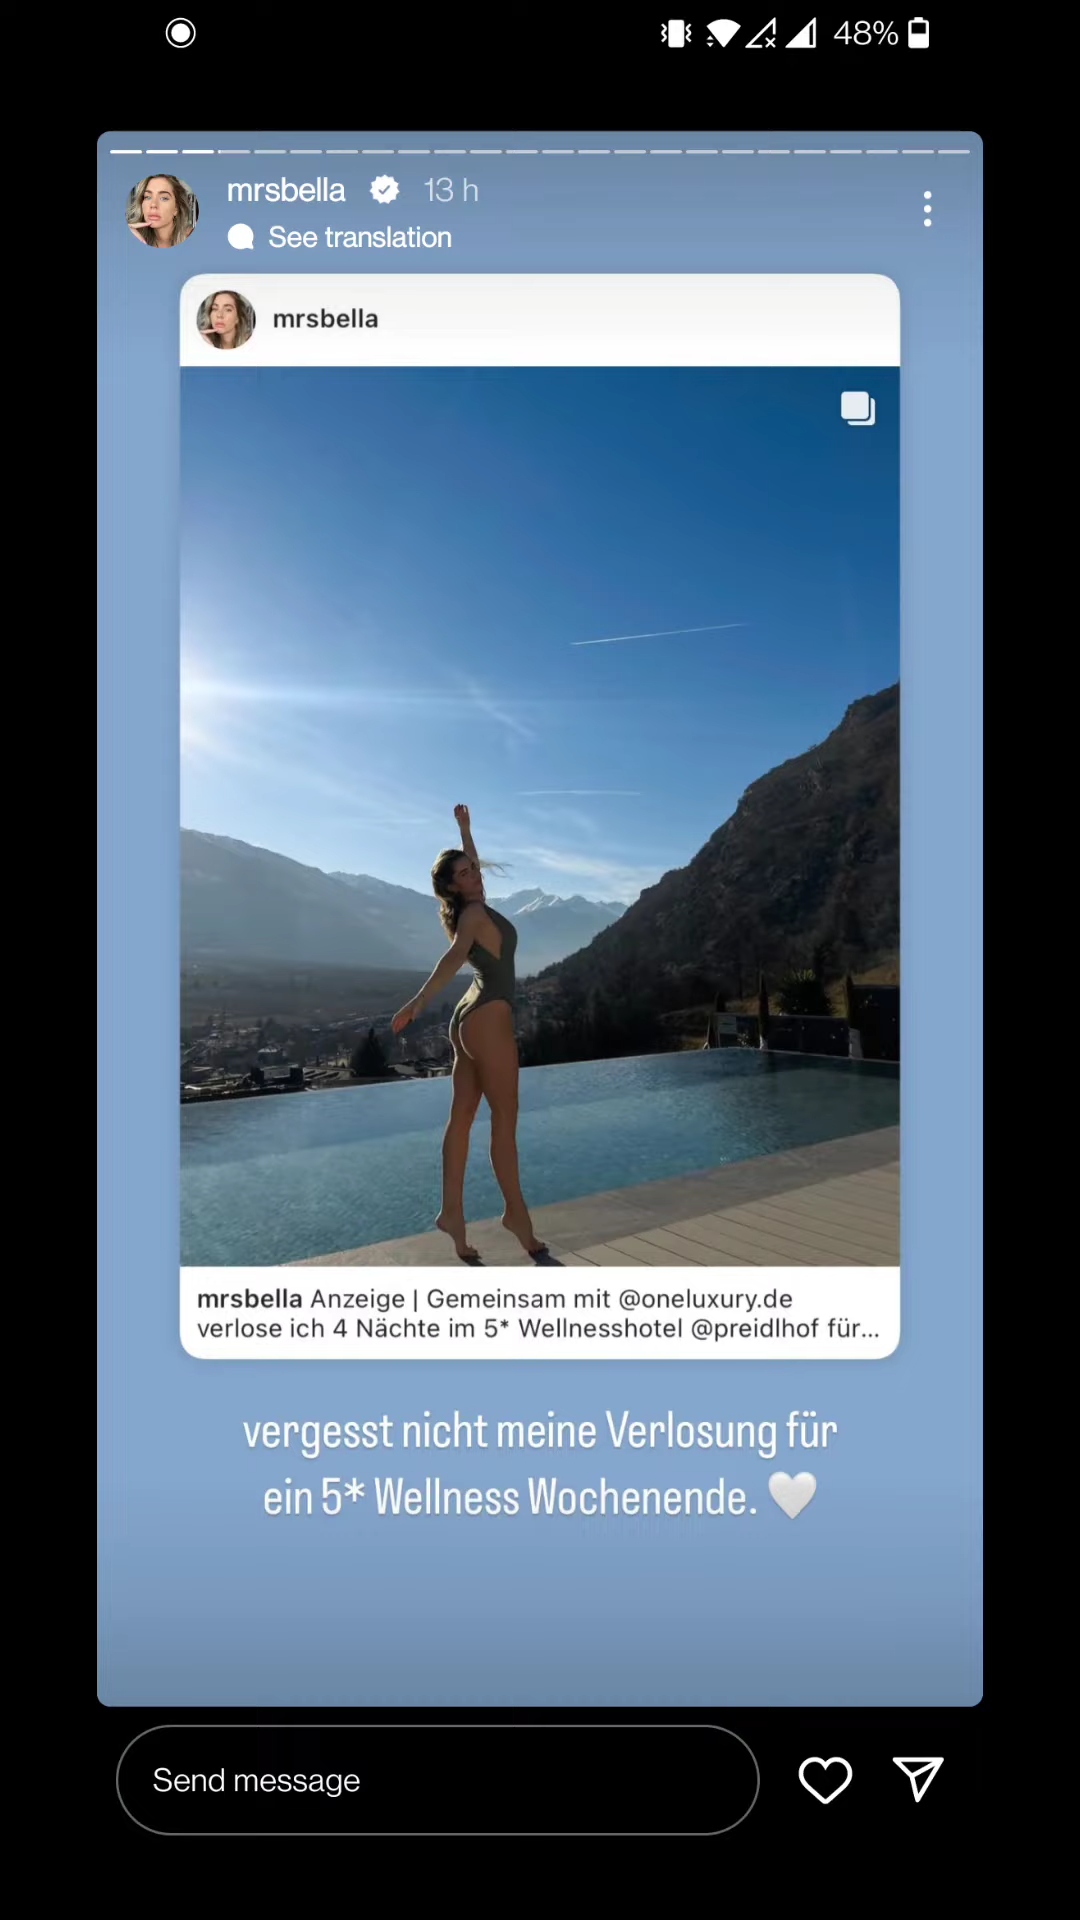 48%
mrsbella 13 h
See translation
mrsbella
mrsbella Anzeige | Gemeinsam mit @oneluxury.de
verlose ich 4 Nächte im 5* Wellnesshotel @preidlhof für...
vergesst nicht meine Verlosung für
ein 5* Wellness Wochenende. 🤍
Send message